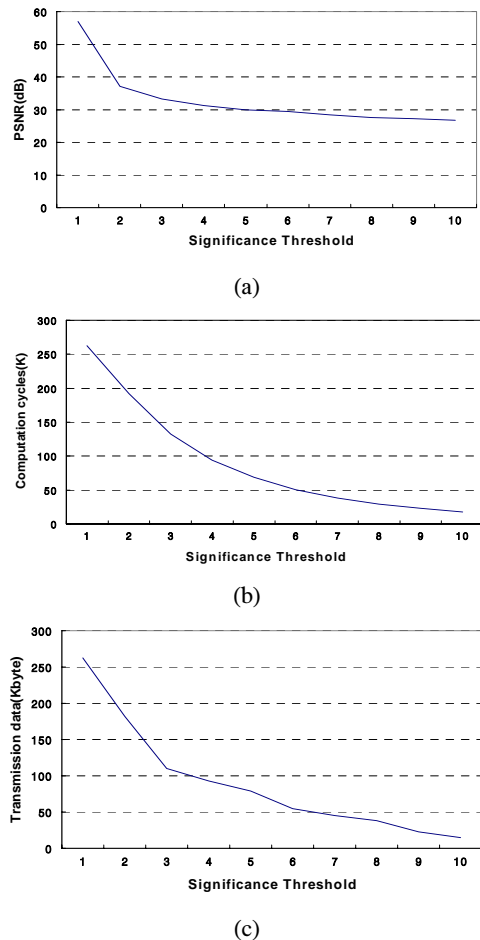 PSNR(dB)
60
50
40
30
20
10
0
1 2 3 4 5 6 7 8 9 10
Significance Threshold
(a)
Computation cycles(K)
300
250
200
150
100
50
0
1 2 3 4 5 6 7 8 9 10
Significance Threshold
(b)
Transmission data(Kbyte)
300
250
200
150
100
50
0
1 2 3 4 5 6 7 8 9 10
Significance Threshold
(c)